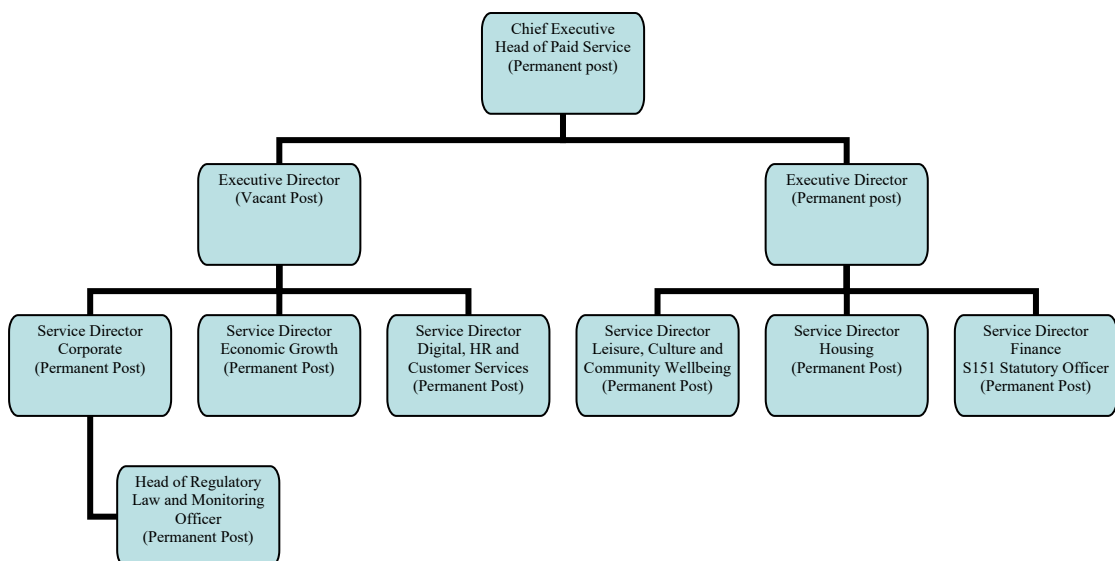 Chief Executive
Head of Paid Service
(Permanent post)
Executive Director
(Vacant Post)
Executive Director
(Permanent post)
Service Director
Corporate
(Permanent Post)
Service Director
Economic Growth
(Permanent Post)
Service Director
Digital, HR and
Customer Services
(Permanent Post)
Service Director
Leisure, Culture and
Community Wellbeing
(Permanent Post)
Service Director
Housing
(Permanent Post)
Service Director
Finance
S151 Statutory Officer
(Permanent Post)
Head of Regulatory
Law and Monitoring
Officer
(Permanent Post)